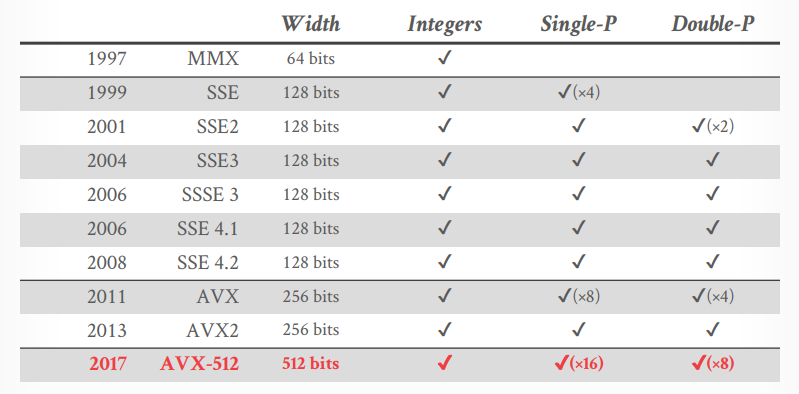 Width Integers Single-P Double-P
1997 MMX 64 bits ✓
1999 SSE 128 bits ✓ ✓(×4)
2001 SSE2 128 bits ✓ ✓ ✓(×2)
2004 SSE3 128 bits ✓ ✓ ✓
2006 SSSE 3 128 bits ✓ ✓ ✓
2006 SSE 4.1 128 bits ✓ ✓ ✓
2008 SSE 4.2 128 bits ✓ ✓ ✓
2011 AVX 256 bits ✓ ✓(×8) ✓(×4)
2013 AVX2 256 bits ✓ ✓ ✓
2017 AVX-512 512 bits ✓ ✓(×16) ✓(×8)